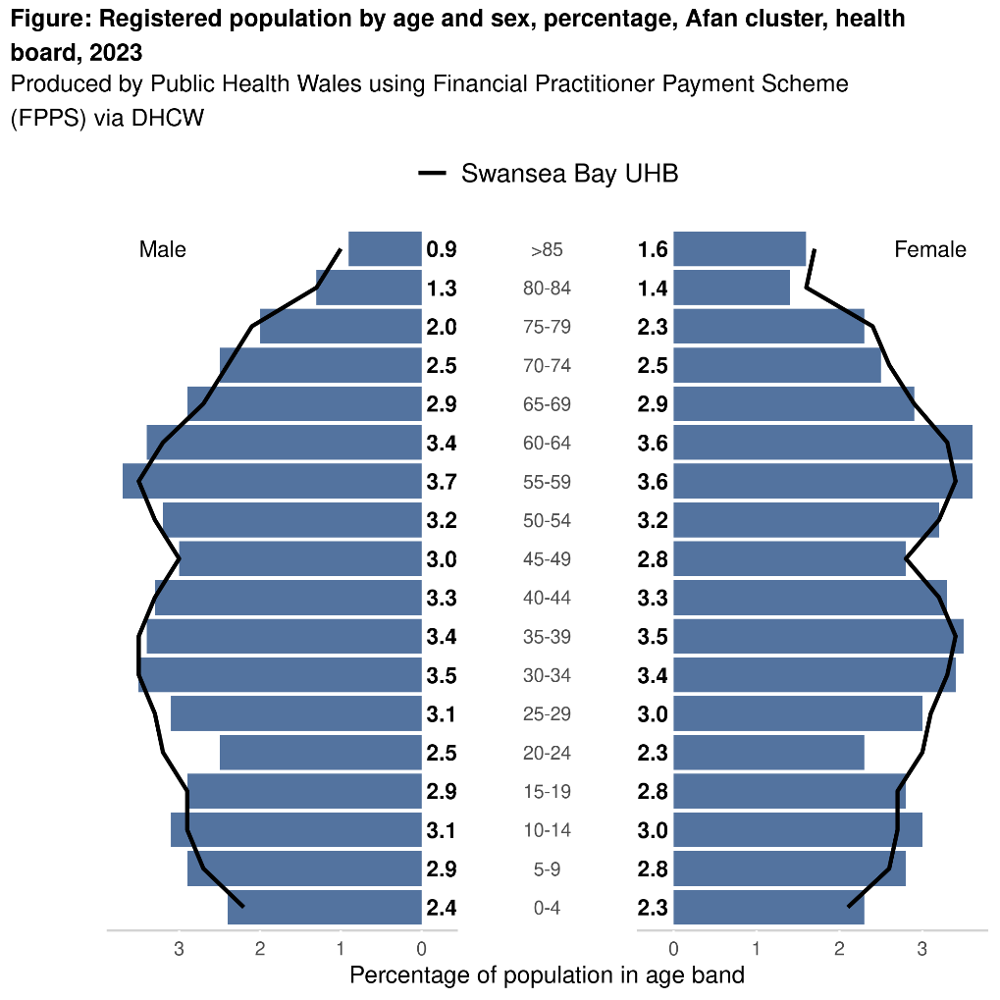 Figure: Registered population by age and sex, percentage, Afan cluster, health
board, 2023
Produced by Public Health Wales using Financial Practitioner Payment Scheme
(FPPS) via DHCW
Swansea Bay UHB
Male 0.9 >85 1.6 Female
1.3 80-84 1.4
2.0 75-79 2.3
2.5 70-74 2.5
2.9 65-69 2.9
3.4 60-64 3.6
3.7 55-59 3.6
3.2 50-54 3.2
3.0 45-49 2.8
3.3 40-44 3.3
3.4 35-39 3.5
3.5 30-34 3.4
3.1 25-29 3.0
2.5 20-24 2.3
2.9 15-19 2.8
3.1 10-14 3.0
2.9 5-9 2.8
2.4 0-4 2.3
3 2 1 0 0 1 2 3
Percentage of population in age band